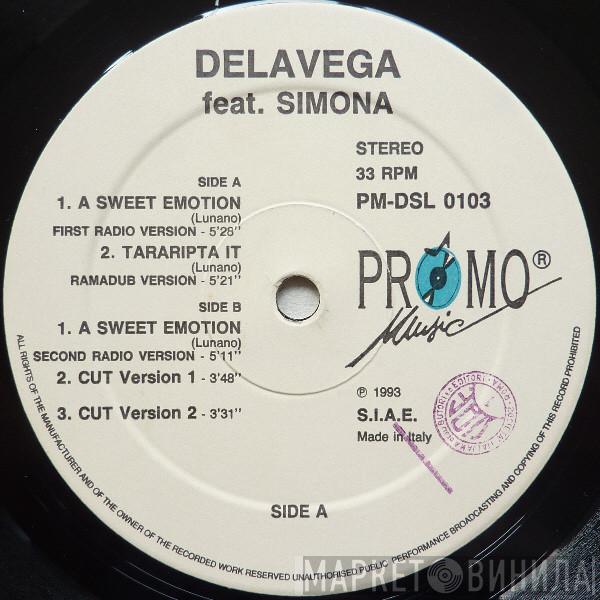 DELAVEGA
feat. SIMONA
STEREO
33 RPM
PM-DSL 0103
SIDE A
1. A SWEET EMOTION
(Lunano)
FIRST RADIO VERSION - 5'28"
2. TARARIPTA IT
(Lunano)
RAMADUB VERSION - 5'21"
SIDE B
1. A SWEET EMOTION
(Lunano)
SECOND RADIO VERSION - 5'11"
2. CUT Version 1 - 3'48"
3. CUT Version 2 - 3'31"
PROMO®
Music
℗ 1993
S.I.A.E.
Made in Italy
SIDE A
ALL RIGHTS OF THE MANUFACTURER AND OF THE OWNER OF THE RECORDED WORK RESERVED UNAUTHORISED PUBLIC PERFORMANCE BROADCASTING AND COPYING OF THIS RECORD PROHIBITED
МАРКЕТ ВИНИЛА